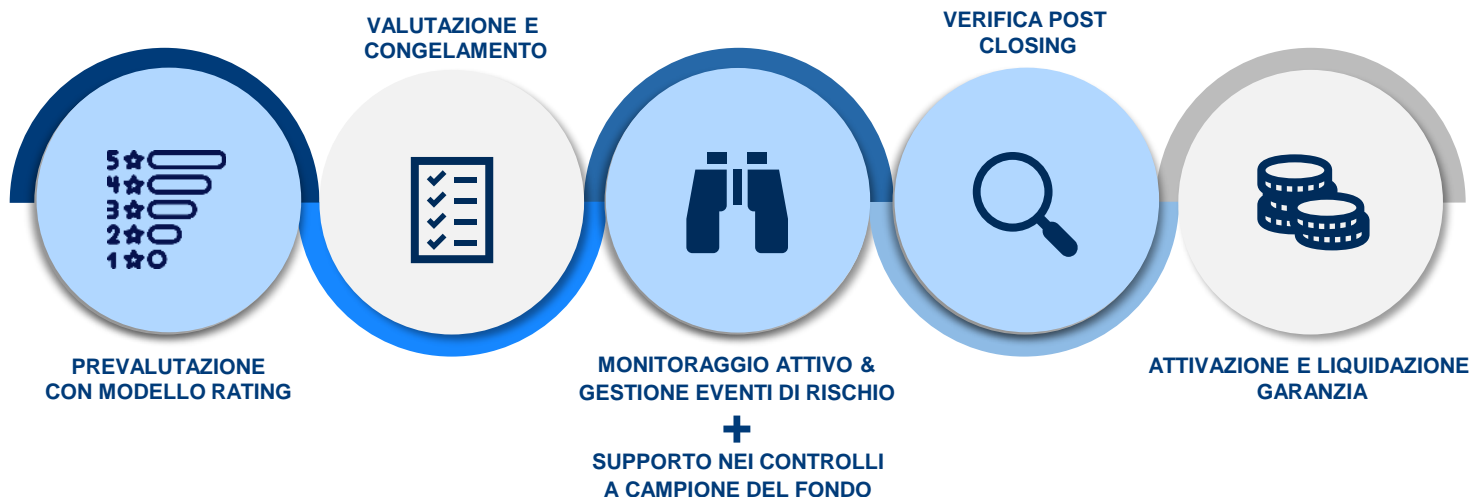 PREVALUTAZIONE
CON MODELLO RATING
5
4
3
2
1
VALUTAZIONE E
CONGELAMENTO
MONITORAGGIO ATTIVO &
GESTIONE EVENTI DI RISCHIO
+
SUPPORTO NEI CONTROLLI
A CAMPIONE DEL FONDO
VERIFICA POST
CLOSING
ATTIVAZIONE E LIQUIDAZIONE
GARANZIA